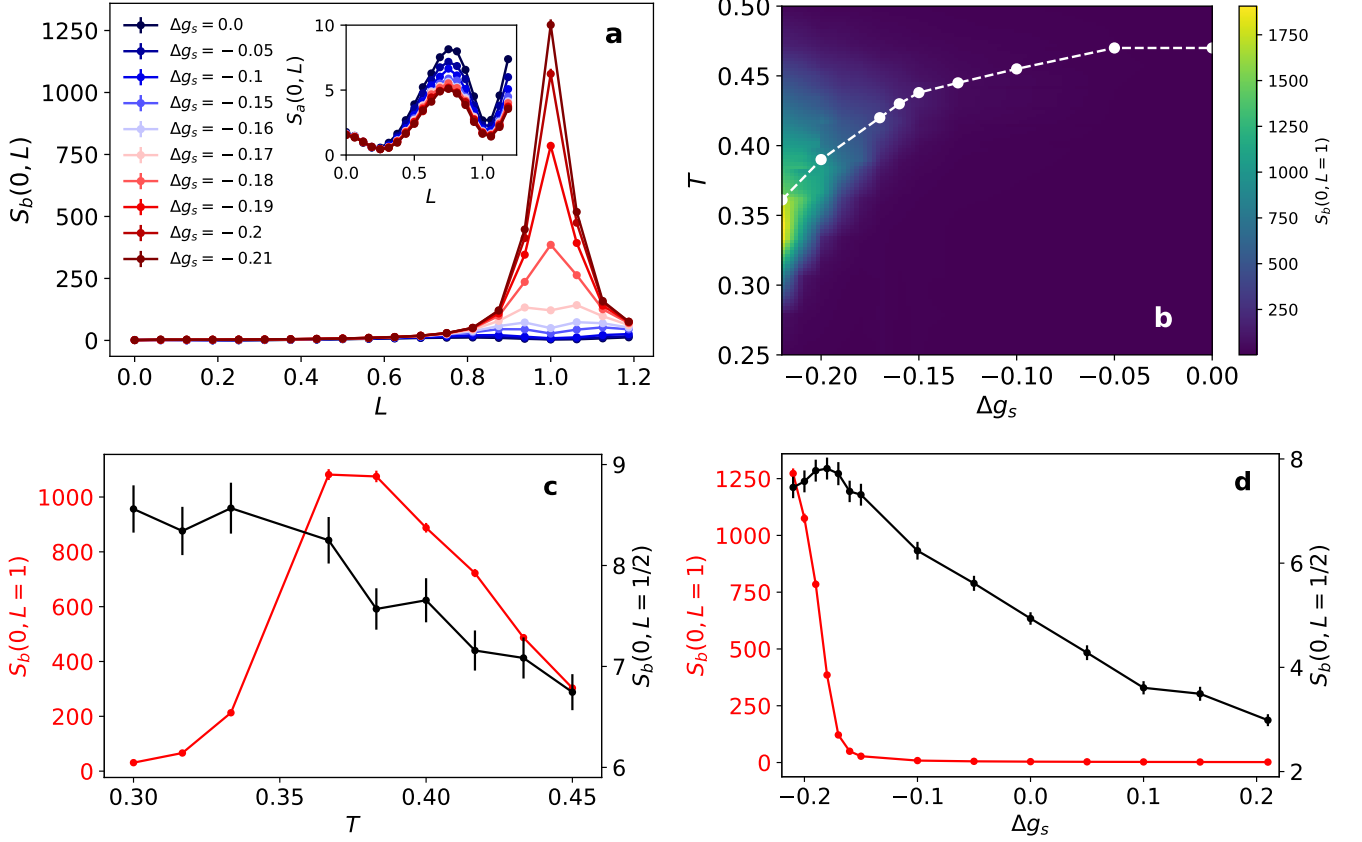 a
S_b(0, L)
1250
1000
750
500
250
0
0.0 0.2 0.4 0.6 0.8 1.0 1.2
L
Δg_s = 0.0
Δg_s = −0.05
Δg_s = −0.1
Δg_s = −0.15
Δg_s = −0.16
Δg_s = −0.17
Δg_s = −0.18
Δg_s = −0.19
Δg_s = −0.2
Δg_s = −0.21
S_a(0, L)
10
5
0
0.0 0.5 1.0
L
b
T
0.50
0.45
0.40
0.35
0.30
0.25
−0.20 −0.15 −0.10 −0.05 0.00
Δg_s
1750
1500
1250
1000
750
500
250
S_b(0, L = 1)
c
S_b(0, L = 1)
1000
800
600
400
200
0
0.30 0.35 0.40 0.45
T
9
8
7
6
S_b(0, L = 1/2)
d
S_b(0, L = 1)
1250
1000
750
500
250
0
−0.2 −0.1 0.0 0.1 0.2
Δg_s
8
6
4
2
S_b(0, L = 1/2)